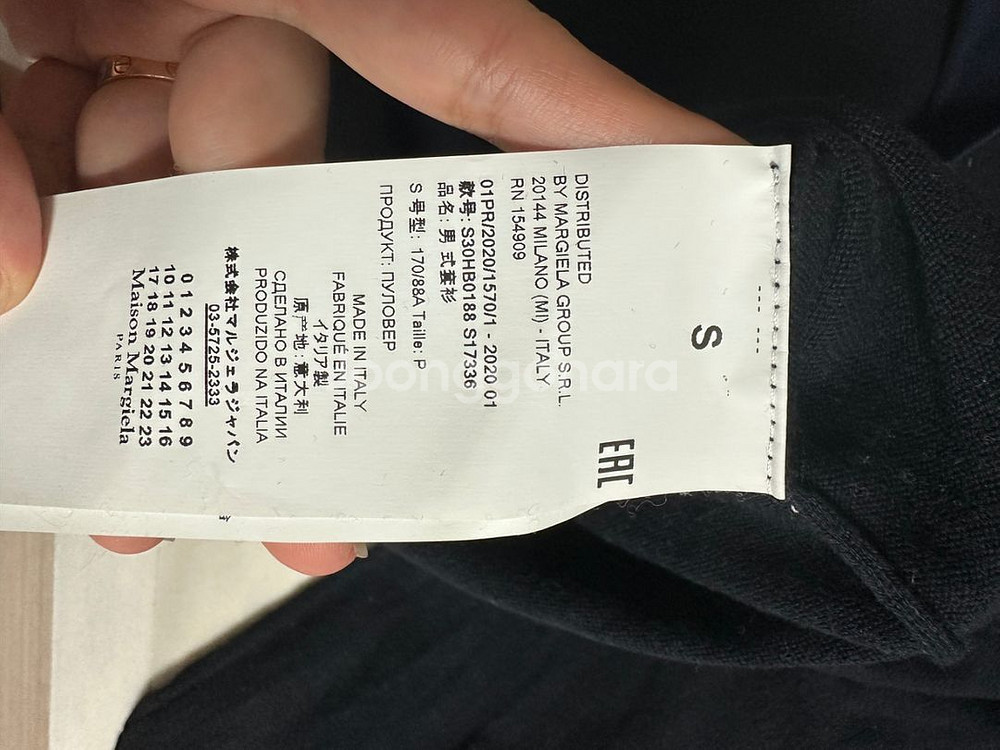 S
EAC
DISTRIBUTED
BY MARGIELA GROUP S.R.L.
20144 MILANO (MI) - ITALY
RN 154909
01PR/2020/1570/1 - 2020 01
款号: S30HB0188 S17336
品名: 男 式套衫
S 号型: 170/88A Taille: P
ПРОДУКТ: ПУЛОВЕР
MADE IN ITALY
FABRIQUÉ EN ITALIE
イタリア製
原产地: 意大利
СДЕЛАНО В ИТАЛИИ
PRODUZIDO NA ITALIA
株式会社マルジェラジャパン
03-5725-2333
0 1 2 3 4 5 6 7 8 9
10 11 12 13 14 15 16
17 18 19 20 21 22 23
Maison Margiela
PARIS